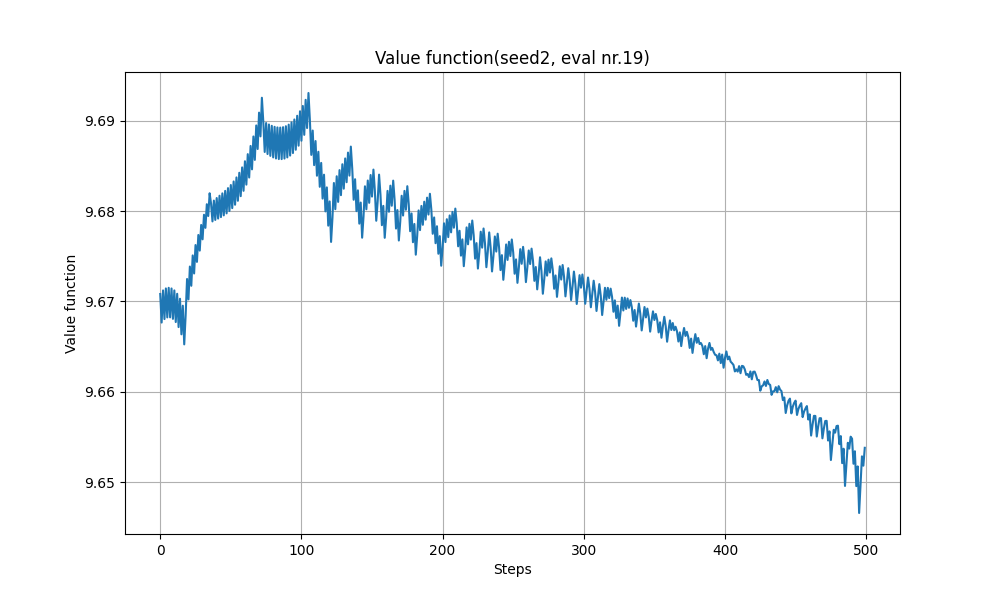 Value function(seed2, eval nr.19)
Value function
9.69
9.68
9.67
9.66
9.65
0 100 200 300 400 500
Steps